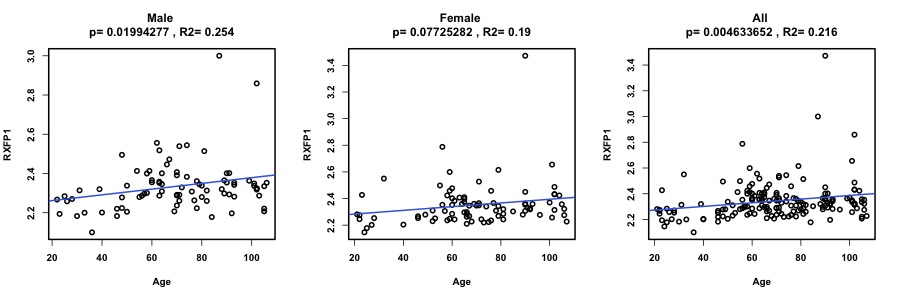 Male
p= 0.01994277 , R2= 0.254
RXFP1
3.0
2.8
2.6
2.4
2.2
20 40 60 80 100
Age
Female
p= 0.07725282 , R2= 0.19
RXFP1
3.4
3.2
3.0
2.8
2.6
2.4
2.2
20 40 60 80 100
Age
All
p= 0.004633652 , R2= 0.216
RXFP1
3.4
3.2
3.0
2.8
2.6
2.4
2.2
20 40 60 80 100
Age